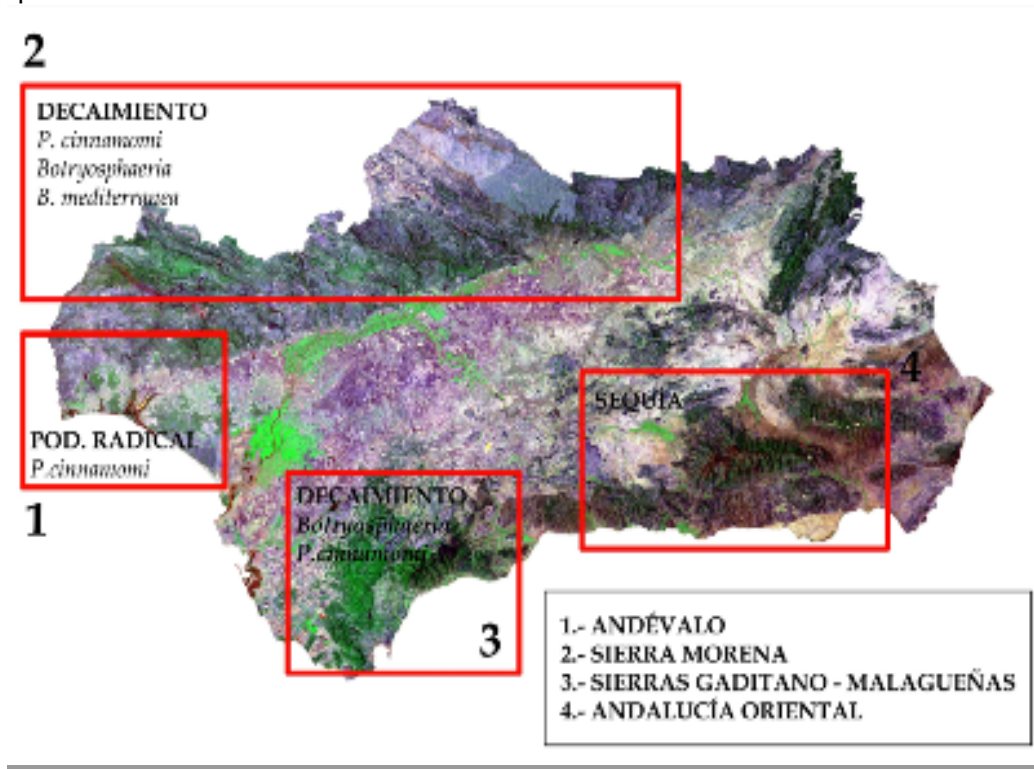 2
DECAIMIENTO
P. cinnamomi
Botryosphaeria
B. mediterranea
4
SEQUÍA
POD. RADICAL
P.cinnamomi
1
DECAIMIENTO
Botryosphaeria
P.cinnamomi
3
1.- ANDÉVALO
2.- SIERRA MORENA
3.- SIERRAS GADITANO - MALAGUEÑAS
4.- ANDALUCÍA ORIENTAL